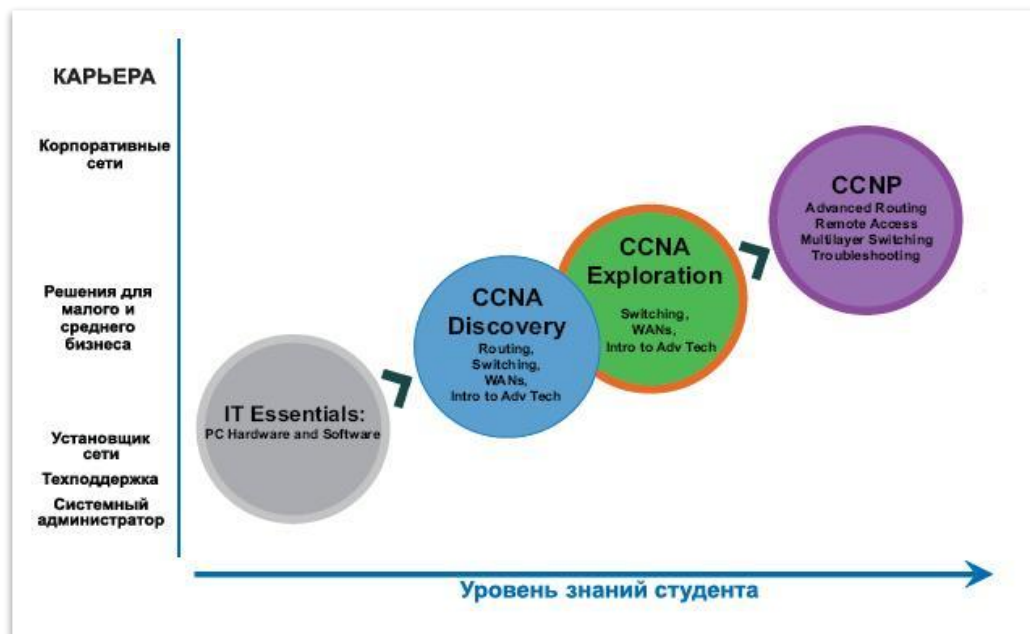 КАРЬЕРА
Корпоративные
сети
Решения для
малого и
среднего
бизнеса
Установщик
сети
Техподдержка
Системный
администратор
IT Essentials:
PC Hardware and Software
CCNA
Discovery
Routing,
Switching,
WANs,
Intro to Adv Tech
CCNA
Exploration
Switching,
WANs,
Intro to Adv Tech
CCNP
Advanced Routing
Remote Access
Multilayer Switching
Troubleshooting
Уровень знаний студента